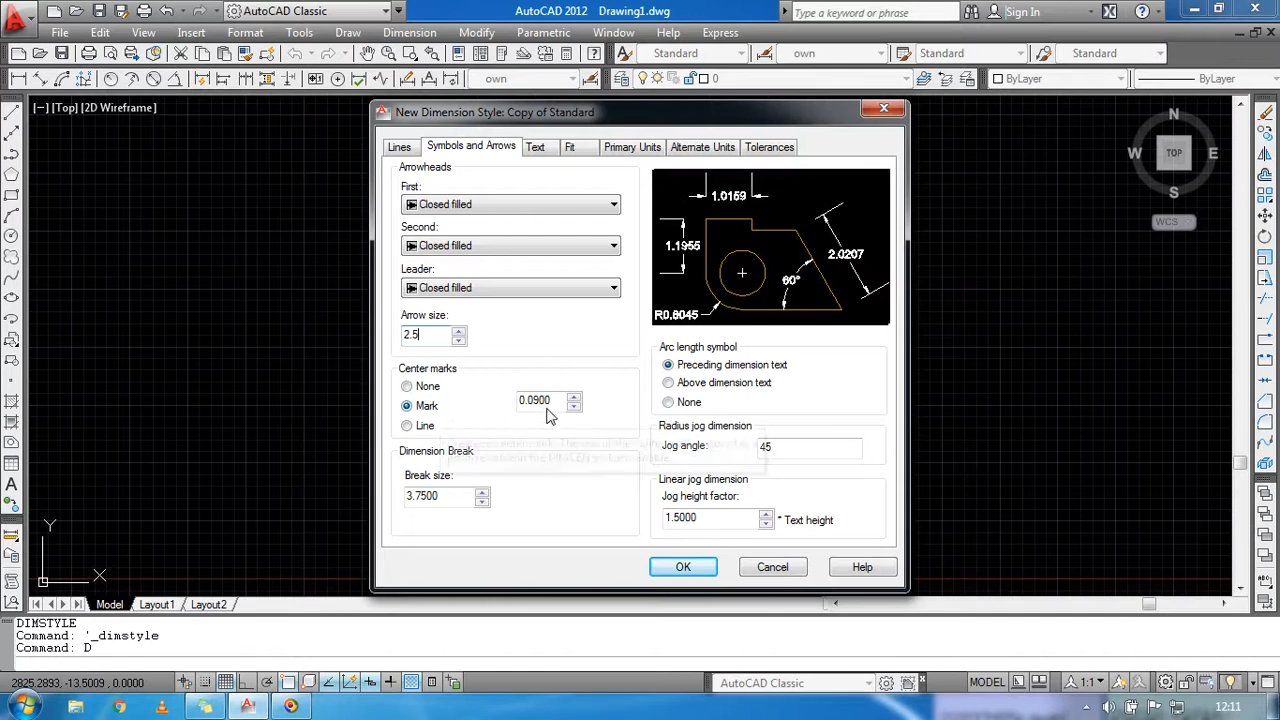 AutoCAD Classic
AutoCAD 2012 Drawing1.dwg
Type a keyword or phrase
Sign In
File Edit View Insert Format Tools Draw Dimension Modify Parametric Window Help Express
Standard own Standard Standard
own 0 ByLayer ByLayer
[−] [Top] [2D Wireframe]
New Dimension Style: Copy of Standard
Lines Symbols and Arrows Text Fit Primary Units Alternate Units Tolerances
Arrowheads
First:
Closed filled
Second:
Closed filled
Leader:
Closed filled
Arrow size:
2.5
Center marks
None
Mark
0.0900
Line
Dimension Break
Break size:
3.7500
1.0159
1.1955
2.0207
60°
R0.8045
Arc length symbol
Preceding dimension text
Above dimension text
None
Radius jog dimension
Jog angle: 45
Linear jog dimension
Jog height factor:
1.5000 * Text height
OK Cancel Help
N
W TOP E
S
WCS
Y
X
Model Layout1 Layout2
DIMSTYLE
Command: '_dimstyle
Command: D
2825.2893, -13.5009, 0.0000
AutoCAD Classic
MODEL
1:1
12:11